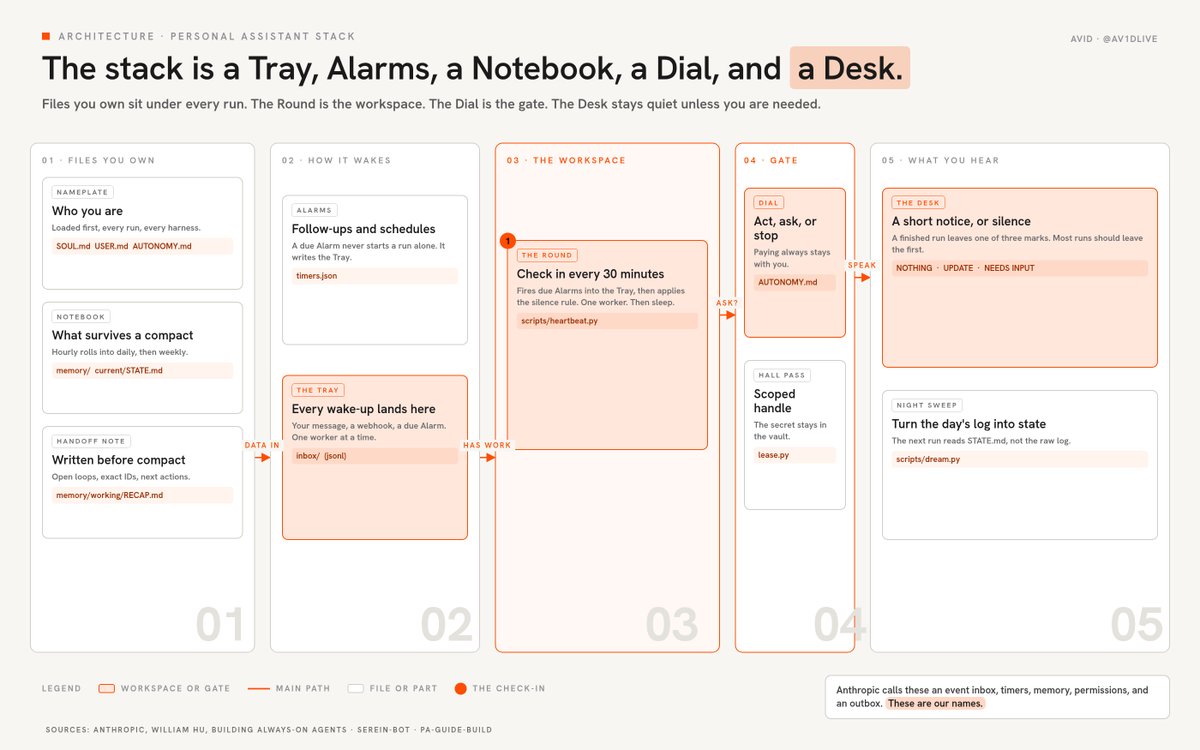 ARCHITECTURE · PERSONAL ASSISTANT STACK
AVID · @AV1DLIVE
The stack is a Tray, Alarms, a Notebook, a Dial, and a Desk.
Files you own sit under every run. The Round is the workspace. The Dial is the gate. The Desk stays quiet unless you are needed.
01 · FILES YOU OWN
NAMEPLATE
Who you are
Loaded first, every run, every harness.
SOUL.md USER.md AUTONOMY.md
NOTEBOOK
What survives a compact
Hourly rolls into daily, then weekly.
memory/ current/STATE.md
HANDOFF NOTE
Written before compact
Open loops, exact IDs, next actions.
memory/working/RECAP.md
01
DATA IN
02 · HOW IT WAKES
ALARMS
Follow-ups and schedules
A due Alarm never starts a run alone. It
writes the Tray.
timers.json
THE TRAY
Every wake-up lands here
Your message, a webhook, a due Alarm.
One worker at a time.
inbox/ (jsonl)
02
HAS WORK
03 · THE WORKSPACE
1
THE ROUND
Check in every 30 minutes
Fires due Alarms into the Tray, then applies
the silence rule. One worker. Then sleep.
scripts/heartbeat.py
03
ASK?
04 · GATE
DIAL
Act, ask, or
stop
Paying always stays
with you.
AUTONOMY.md
HALL PASS
Scoped
handle
The secret stays in
the vault.
lease.py
04
SPEAK
05 · WHAT YOU HEAR
THE DESK
A short notice, or silence
A finished run leaves one of three marks. Most runs should leave
the first.
NOTHING · UPDATE · NEEDS INPUT
NIGHT SWEEP
Turn the day's log into state
The next run reads STATE.md, not the raw log.
scripts/dream.py
05
LEGEND
WORKSPACE OR GATE
MAIN PATH
FILE OR PART
THE CHECK-IN
Anthropic calls these an event inbox, timers, memory, permissions, and
an outbox. These are our names.
SOURCES: ANTHROPIC, WILLIAM HU, BUILDING ALWAYS-ON AGENTS · SEREIN-BOT · PA-GUIDE-BUILD